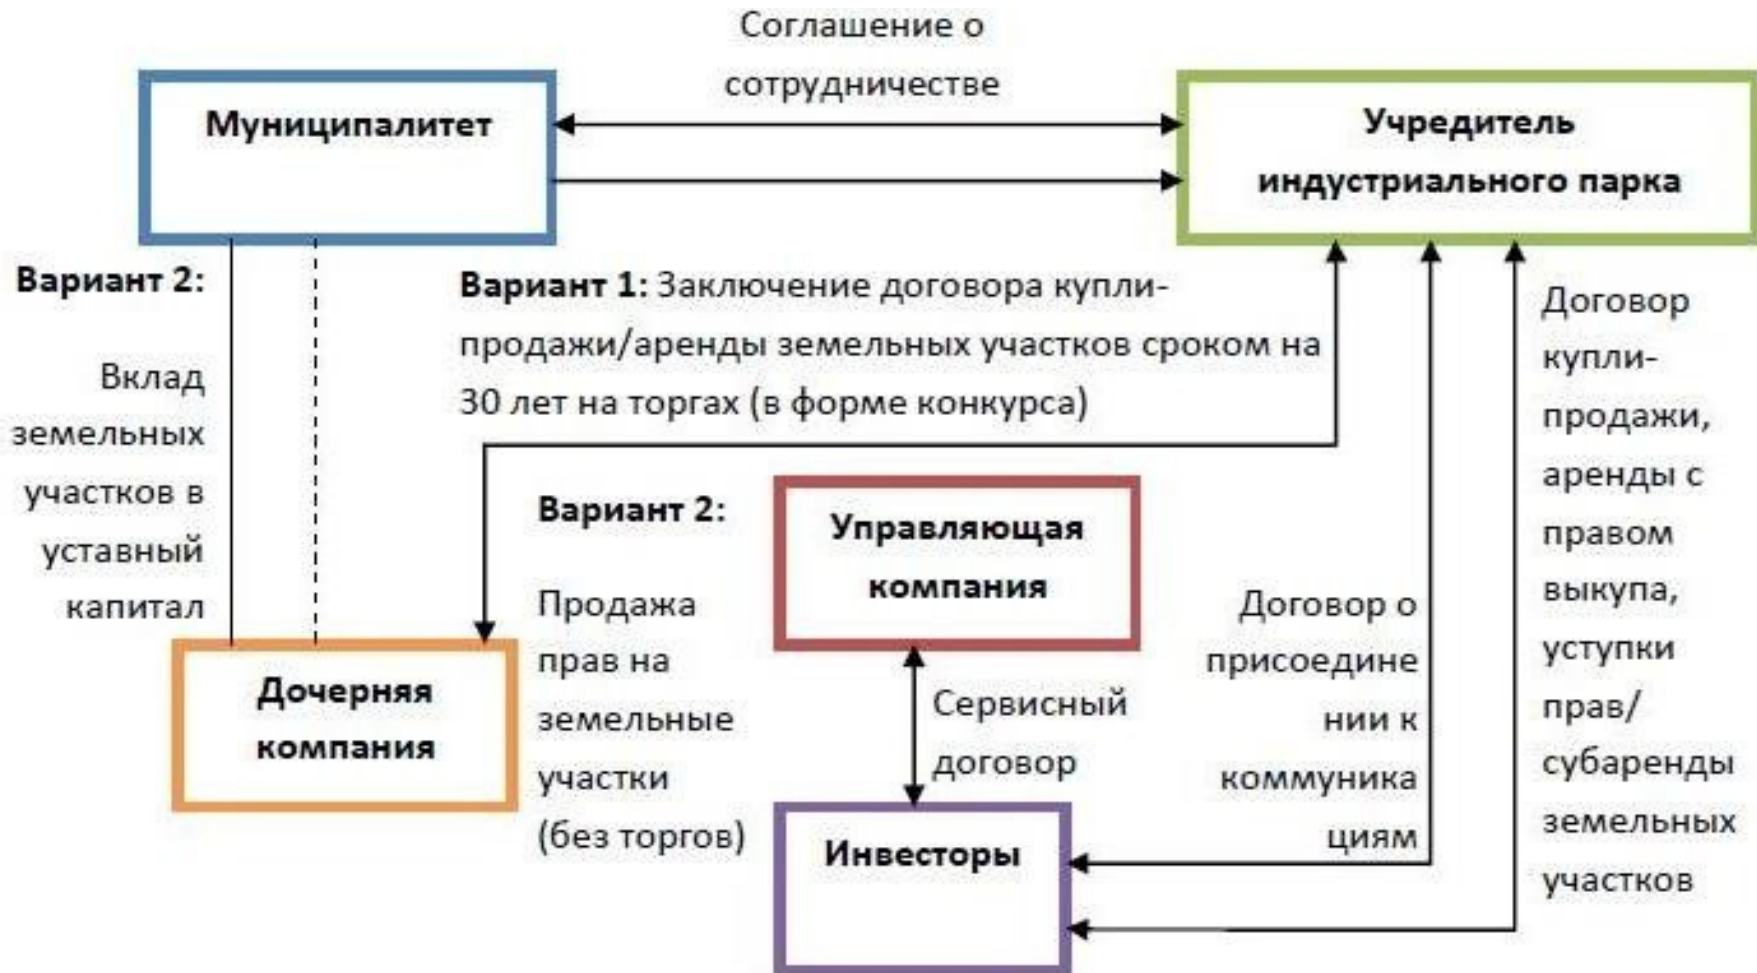 Соглашение о
сотрудничестве
Муниципалитет
Учредитель
индустриального парка
Вариант 2:
Вклад
земельных
участков в
уставный
капитал
Вариант 1: Заключение договора купли-
продажи/аренды земельных участков сроком на
30 лет на торгах (в форме конкурса)
Договор
купли-
продажи,
аренды с
правом
выкупа,
уступки
прав/
субаренды
земельных
участков
Вариант 2:
Продажа
прав на
земельные
участки
(без торгов)
Управляющая
компания
Договор о
присоедине
нии к
коммуника
циям
Дочерняя
компания
Сервисный
договор
Инвесторы